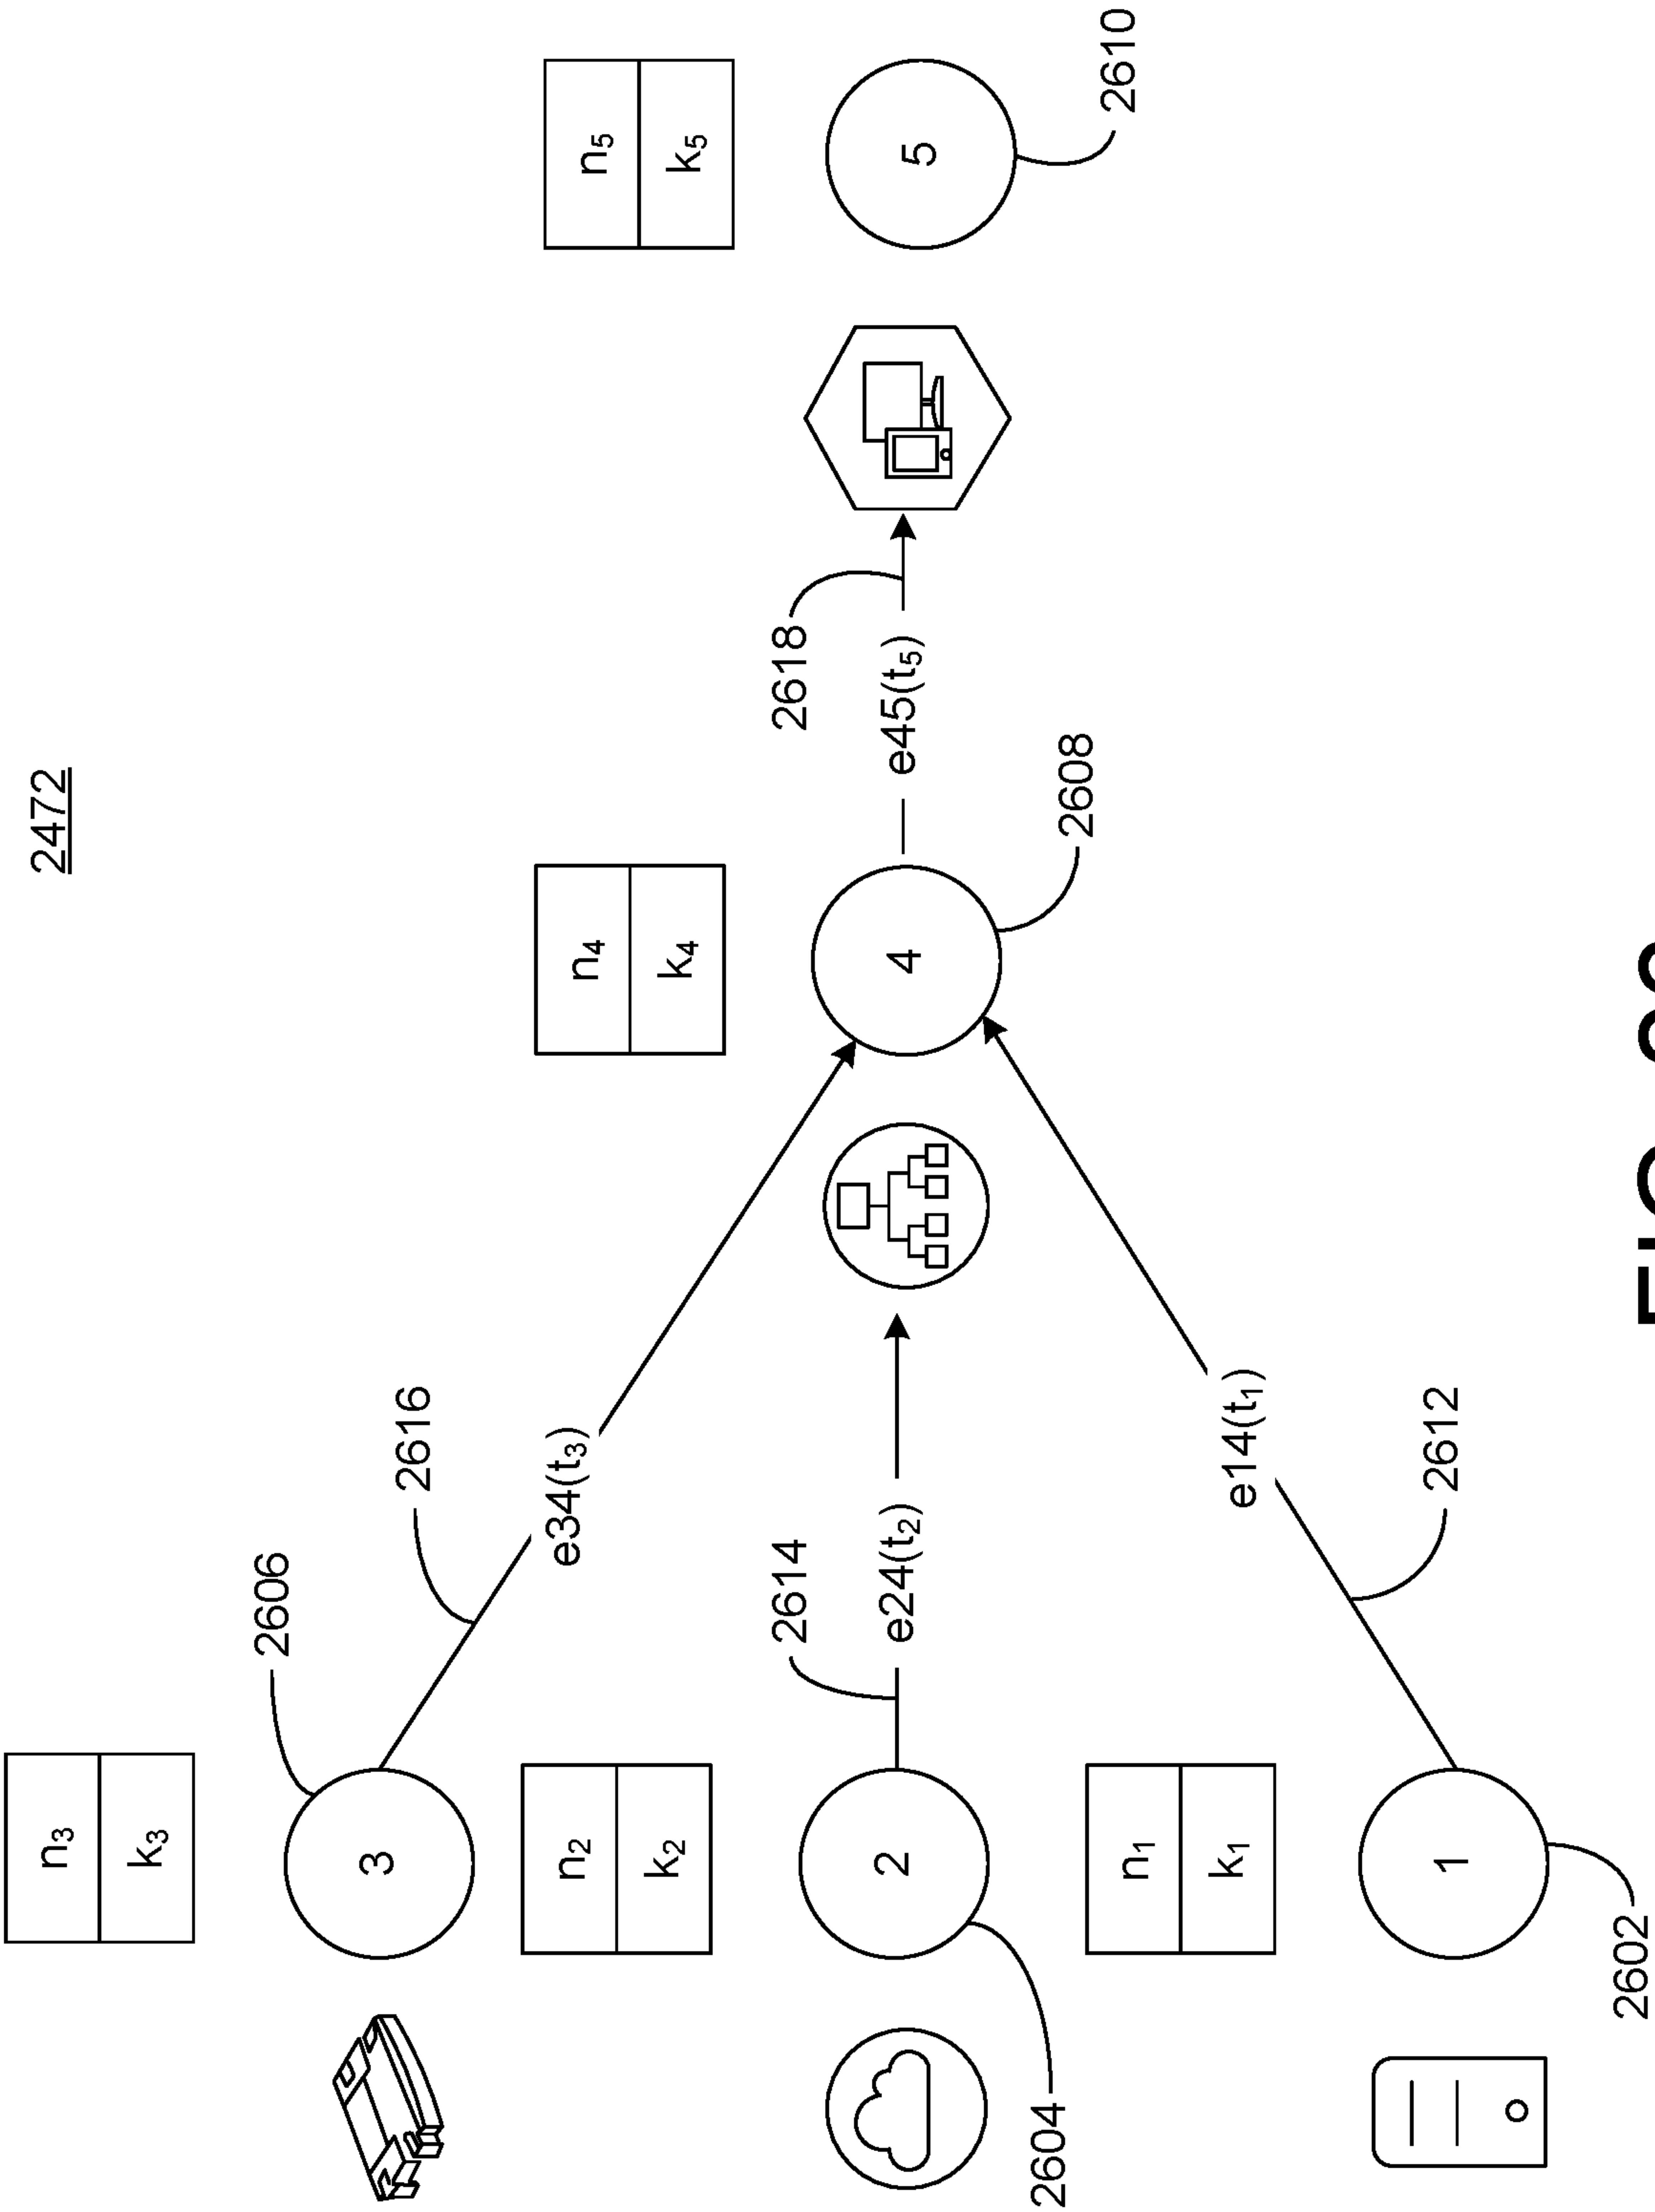 2472
n₃
k₃
3
2606
2616
e34(t₃)
n₂
k₂
2
2604
2614
e24(t₂)
n₄
k₄
4
2608
2618
e45(t₅)
n₅
k₅
5
2610
n₁
k₁
1
2602
e14(t₁)
2612